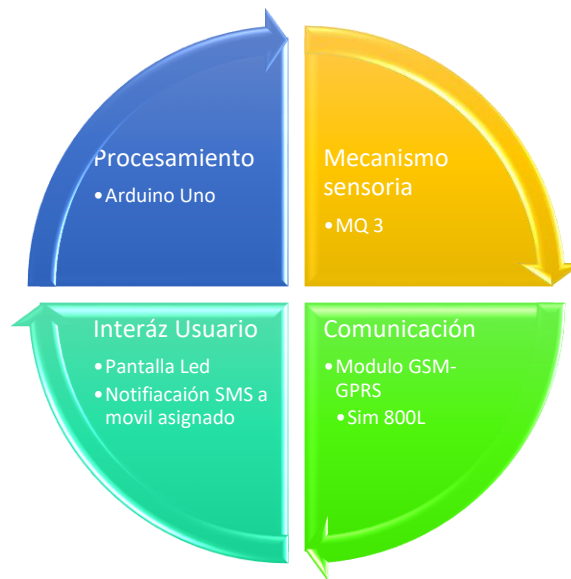 Procesamiento
•Arduino Uno
Mecanismo
sensoria
•MQ 3
Interáz Usuario
•Pantalla Led
•Notifiacaión SMS a
movil asignado
Comunicación
•Modulo GSM-
GPRS
•Sim 800L